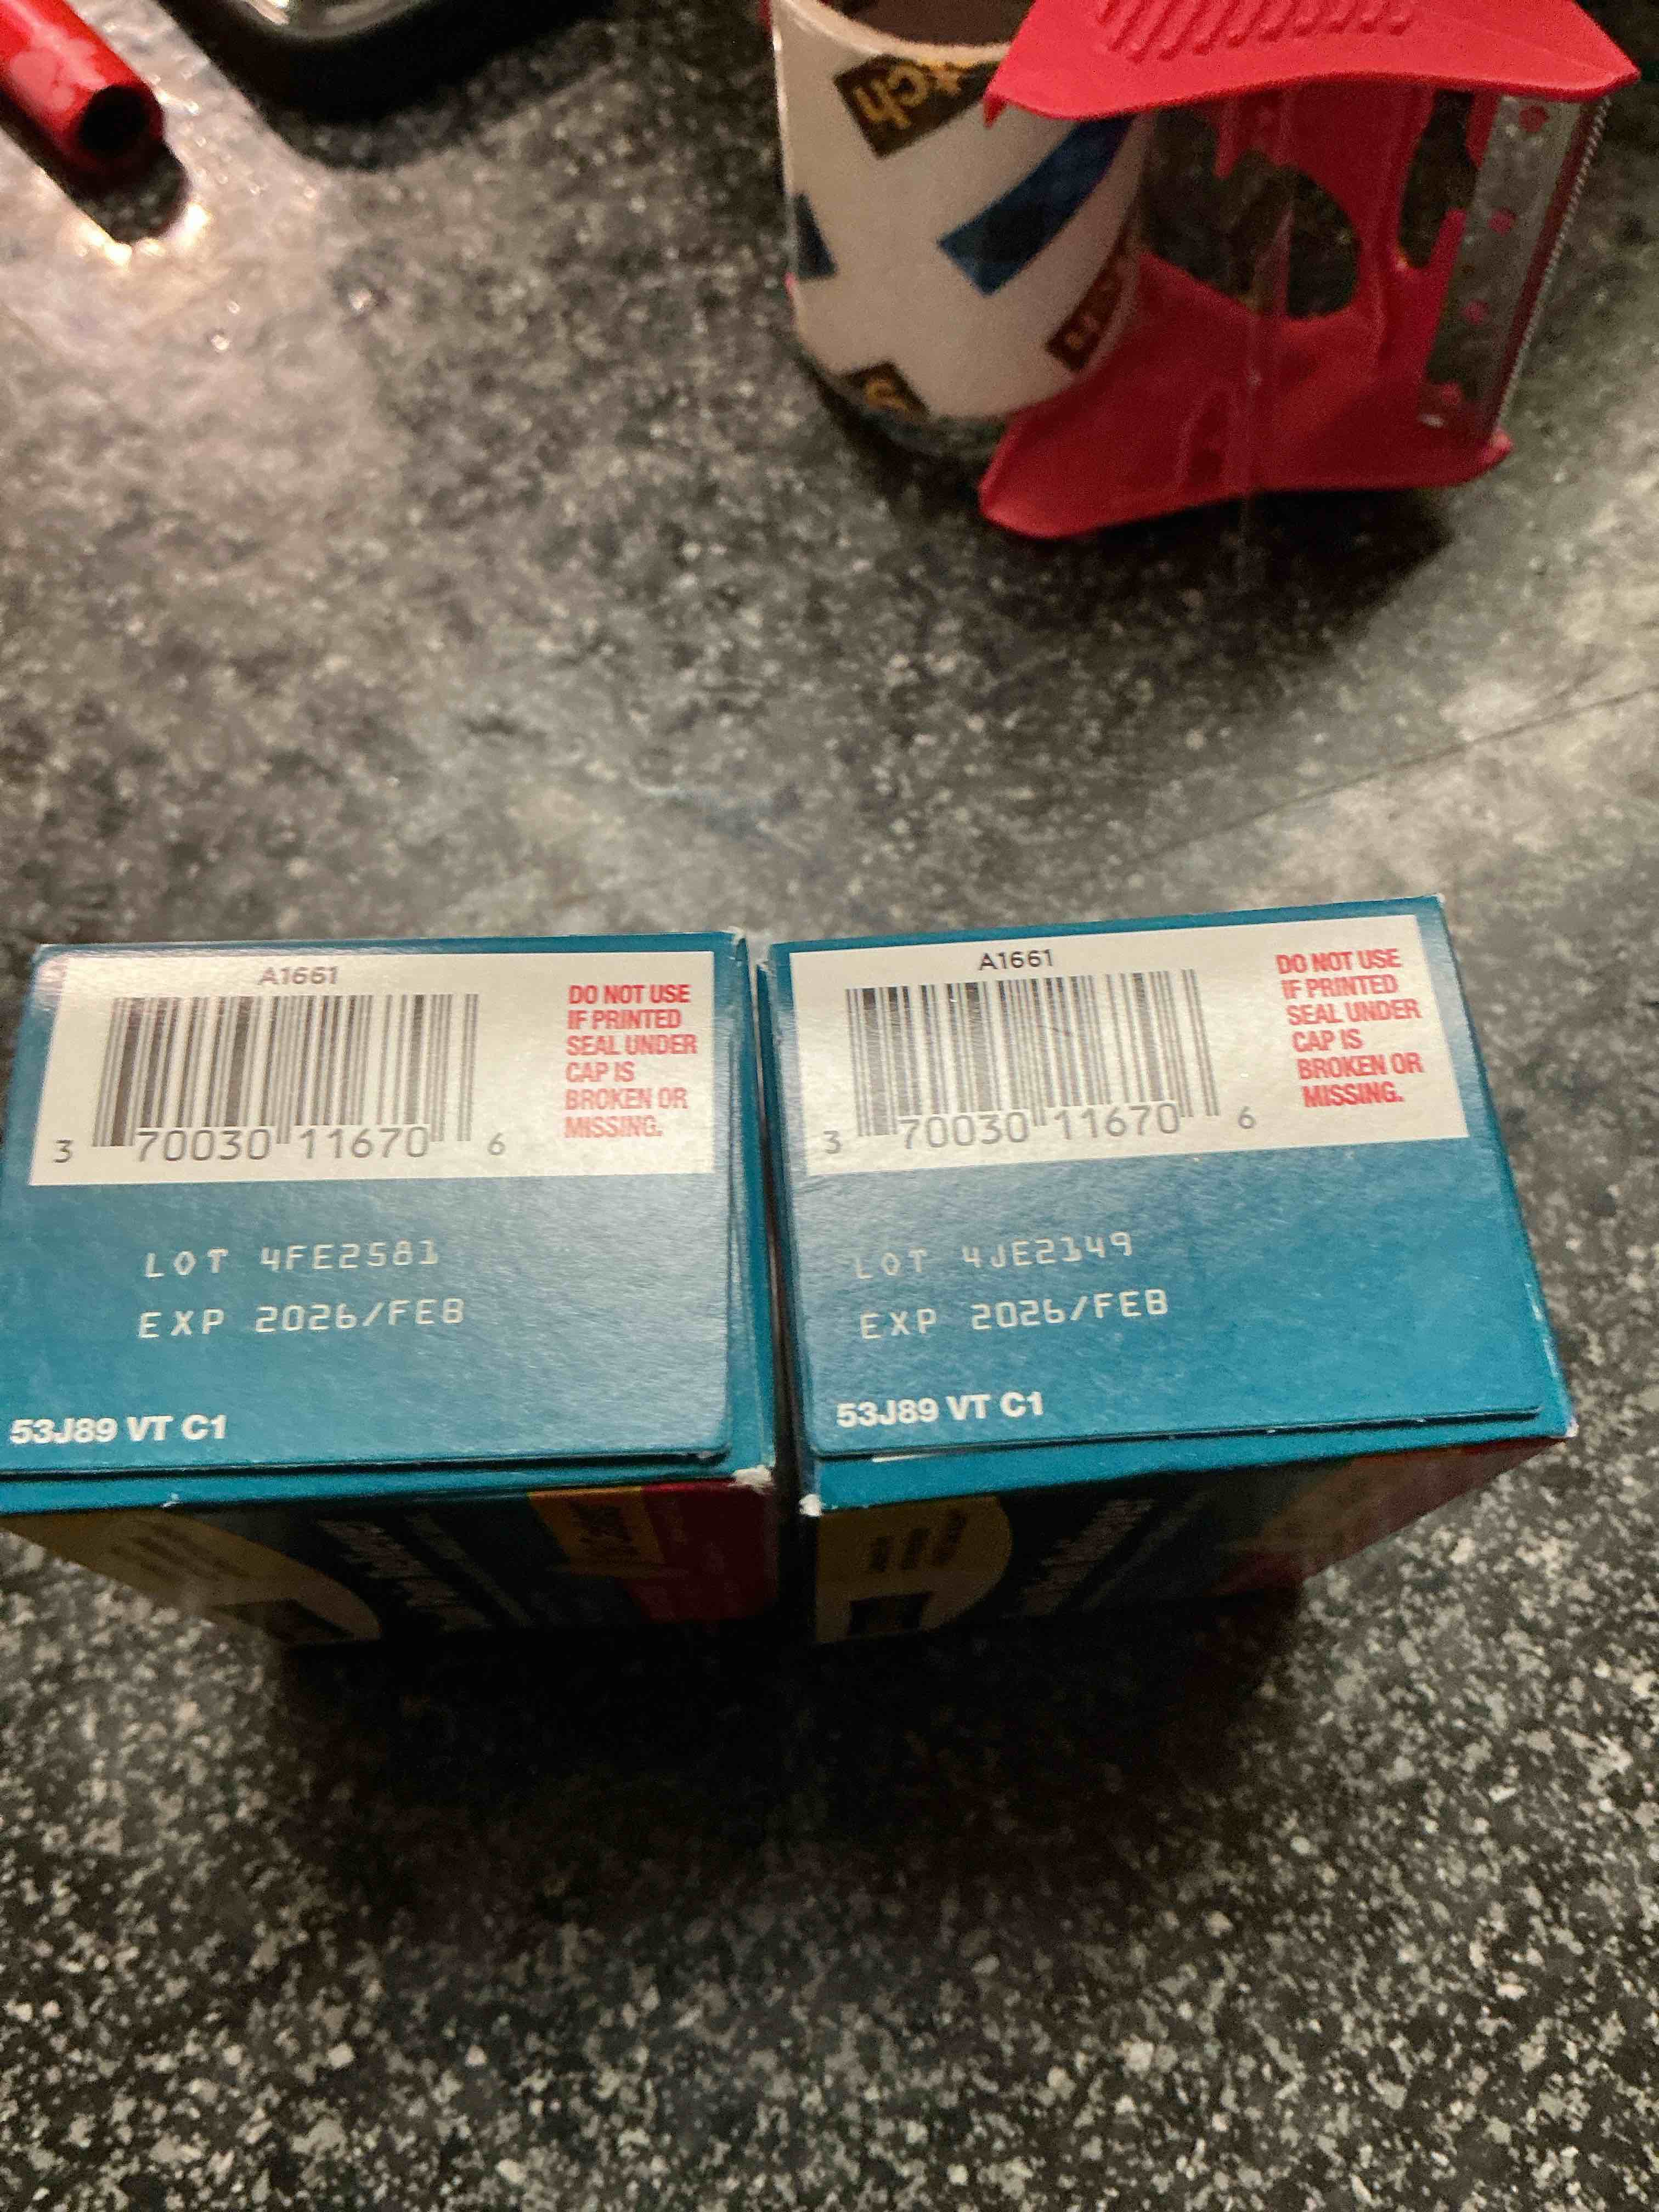 A1661
3 70030 11670 6
DO NOT USE
IF PRINTED
SEAL UNDER
CAP IS
BROKEN OR
MISSING.
LOT 4FE2581
EXP 2026/FEB
53J89 VT C1
A1661
3 70030 11670 6
DO NOT USE
IF PRINTED
SEAL UNDER
CAP IS
BROKEN OR
MISSING.
LOT 4JE2149
EXP 2026/FEB
53J89 VT C1